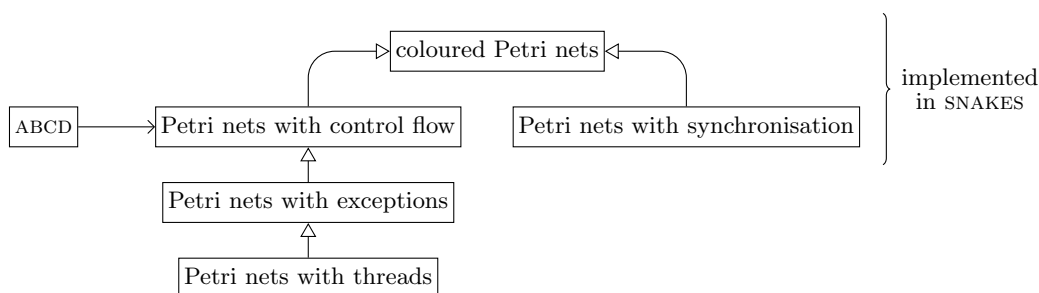 coloured Petri nets
implemented
in SNAKES
ABCD
Petri nets with control flow
Petri nets with synchronisation
Petri nets with exceptions
Petri nets with threads